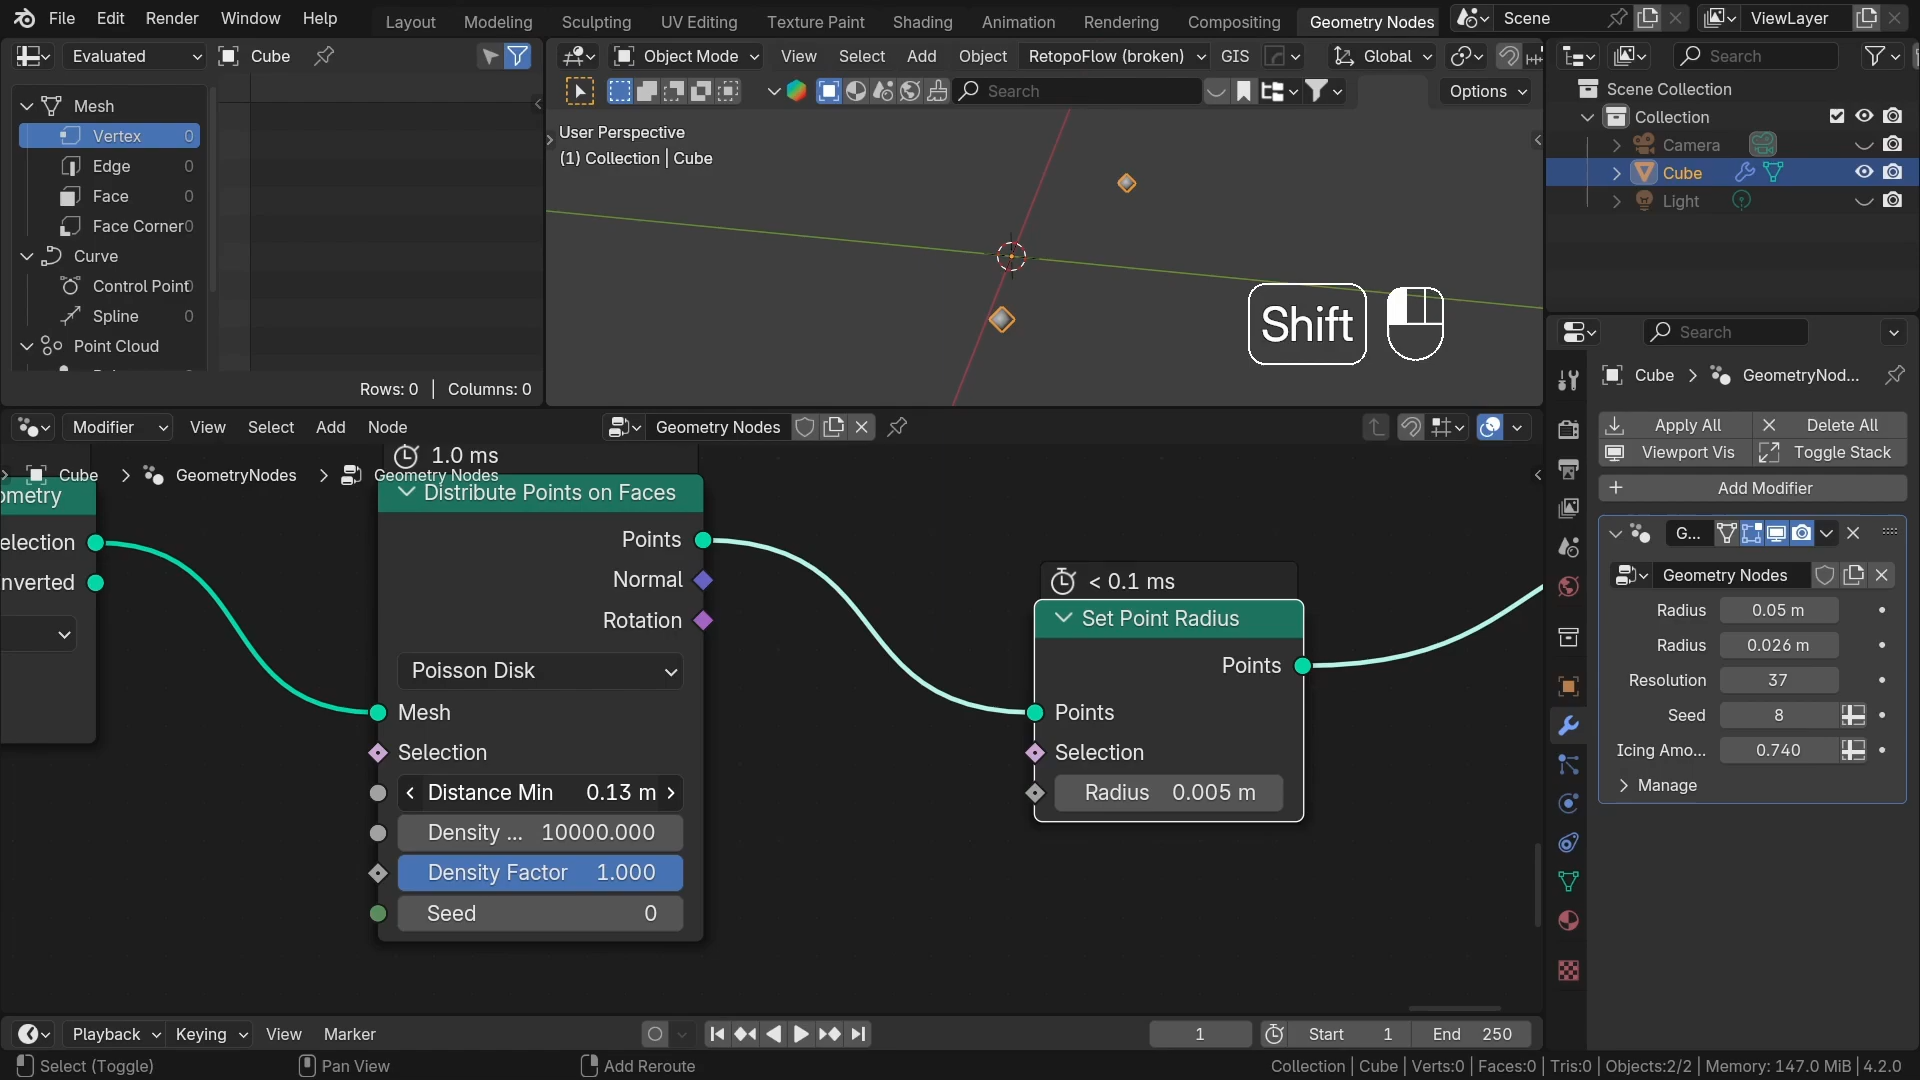 File Edit Render Window Help Layout Modeling Sculpting UV Editing Texture Paint Shading Animation Rendering Compositing Geometry Nodes Scene ViewLayer
Evaluated Cube
Object Mode View Select Add Object RetopoFlow (broken) GIS Global
Search
Search Options
Mesh
Vertex 0
Edge 0
Face 0
Face Corner 0
Curve
Control Point
Spline 0
Point Cloud
Rows: 0 | Columns: 0
User Perspective
(1) Collection | Cube
Shift
Scene Collection
Collection
Camera
Cube
Light
Search
Cube > GeometryNod...
Apply All Delete All
Viewport Vis Toggle Stack
Add Modifier
G...
Geometry Nodes
Radius 0.05 m
Radius 0.026 m
Resolution 37
Seed 8
Icing Amo... 0.740
Manage
Modifier View Select Add Node Geometry Nodes
1.0 ms
Cube > GeometryNodes > Geometry Nodes
ometry
election
nverted
Distribute Points on Faces
Points
Normal
Rotation
Poisson Disk
Mesh
Selection
Distance Min 0.13 m
Density ... 10000.000
Density Factor 1.000
Seed 0
< 0.1 ms
Set Point Radius
Points
Points
Selection
Radius 0.005 m
Playback Keying View Marker 1 Start 1 End 250
Select (Toggle) Pan View Add Reroute Collection | Cube | Verts:0 | Faces:0 | Tris:0 | Objects:2/2 | Memory: 147.0 MiB | 4.2.0